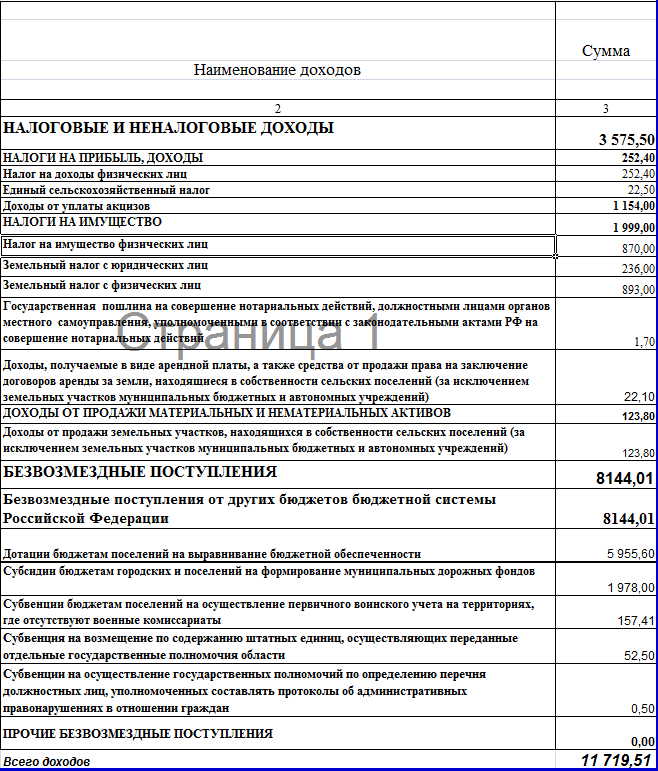 Сумма
Наименование доходов
2
3
НАЛОГОВЫЕ И НЕНАЛОГОВЫЕ ДОХОДЫ
3 575,50
НАЛОГИ НА ПРИБЫЛЬ, ДОХОДЫ
252,40
Налог на доходы физических лиц
252,40
Единый сельскохозяйственный налог
22,50
Доходы от уплаты акцизов
1 154,00
НАЛОГИ НА ИМУЩЕСТВО
1 999,00
Налог на имущество физических лиц
870,00
Земельный налог с юридических лиц
236,00
Земельный налог с физических лиц
893,00
Государственная пошлина на совершение нотариальных действий, должностными лицами органов
местного самоуправления, уполномоченными в соответствии с законодательными актами РФ на
совершение нотариальных действий
1,70
Страница 1
Доходы, получаемые в виде арендной платы, а также средства от продажи права на заключение
договоров аренды за земли, находящиеся в собственности сельских поселений (за исключением
земельных участков муниципальных бюджетных и автономных учреждений)
22,10
ДОХОДЫ ОТ ПРОДАЖИ МАТЕРИАЛЬНЫХ И НЕМАТЕРИАЛЬНЫХ АКТИВОВ
123,80
Доходы от продажи земельных участков, находящихся в собственности сельских поселений (за
исключением земельных участков муниципальных бюджетных и автономных учреждений)
123,80
БЕЗВОЗМЕЗДНЫЕ ПОСТУПЛЕНИЯ
8144,01
Безвозмездные поступления от других бюджетов бюджетной системы
Российской Федерации
8144,01
Дотации бюджетам поселений на выравнивание бюджетной обеспеченности
5 955,60
Субсидии бюджетам городских и поселений на формирование муниципальных дорожных фондов
1 978,00
Субвенции бюджетам поселений на осуществление первичного воинского учета на территориях,
где отсутствуют военные комиссариаты
157,41
Субвенция на возмещение по содержанию штатных единиц, осуществляющих переданные
отдельные государственные полномочия области
52,50
Субвенции на осуществление государственных полномочий по определению перечня
должностных лиц, уполномоченных составлять протоколы об административных
правонарушениях в отношении граждан
0,50
ПРОЧИЕ БЕЗВОЗМЕЗДНЫЕ ПОСТУПЛЕНИЯ
0,00
Всего доходов
11 719,51